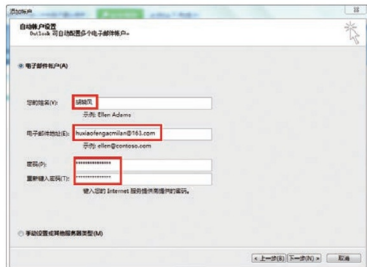 添加帐户
自动帐户设置
Outlook 可自动配置多个电子邮件帐户。
电子邮件帐户(A)
您的姓名(Y):
示例: Ellen Adams
电子邮件地址(E): huxiaofengacmilan@163.com
示例: ellen@contoso.com
密码(P): **************
重新键入密码(T): **************
键入您的 Internet 服务提供商提供的密码。
手动设置或其他服务器类型(M)
< 上一步(B) 下一步(N) > 取消